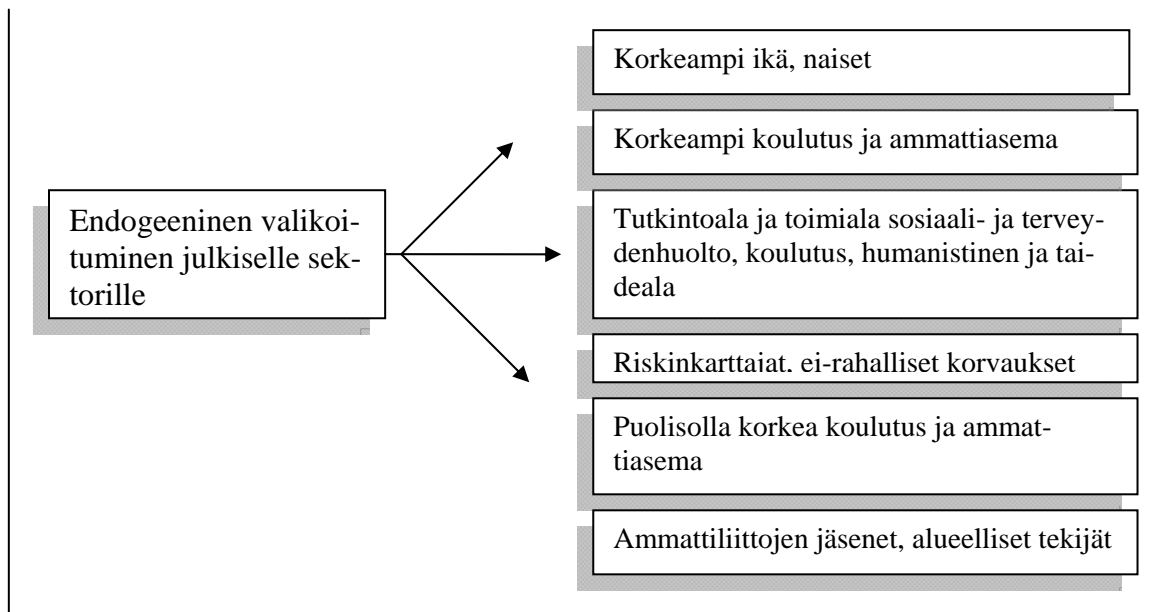 Endogeeninen valikoi-
tuminen julkiselle sek-
torille
Korkeampi ikä, naiset
Korkeampi koulutus ja ammattiasema
Tutkintoala ja toimiala sosiaali- ja tervey-
denhuolto, koulutus, humanistinen ja tai-
deala
Riskinkarttajat, ei-rahalliset korvaukset
Puolisolla korkea koulutus ja ammat-
tiasema
Ammattiliittojen jäsenet, alueelliset tekijät